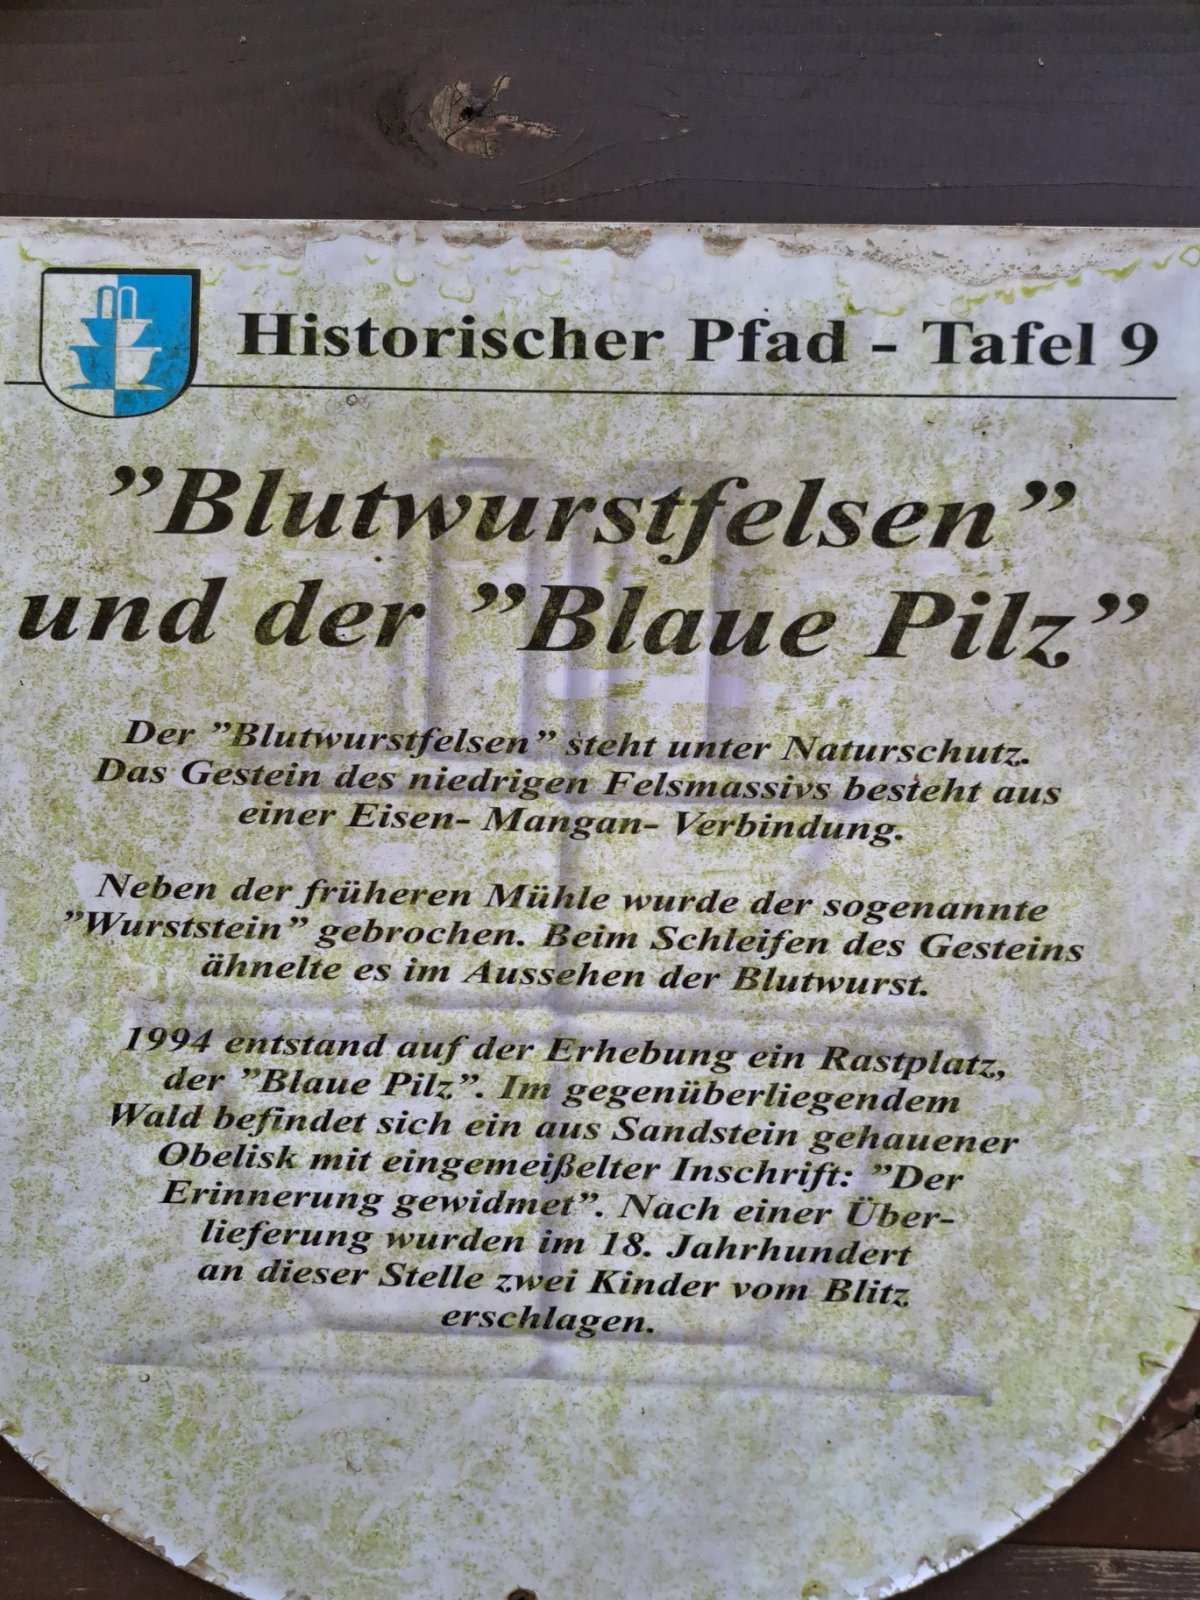 Historischer Pfad - Tafel 9
"Blutwurstfelsen"
und der "Blaue Pilz"
Der "Blutwurstfelsen" steht unter Naturschutz.
Das Gestein des niedrigen Felsmassivs besteht aus
einer Eisen- Mangan- Verbindung.
Neben der früheren Mühle wurde der sogenannte
"Wurststein" gebrochen. Beim Schleifen des Gesteins
ähnelte es im Aussehen der Blutwurst.
1994 entstand auf der Erhebung ein Rastplatz,
der "Blaue Pilz". Im gegenüberliegendem
Wald befindet sich ein aus Sandstein gehauener
Obelisk mit eingemeißelter Inschrift: "Der
Erinnerung gewidmet". Nach einer Über-
lieferung wurden im 18. Jahrhundert
an dieser Stelle zwei Kinder vom Blitz
erschlagen.